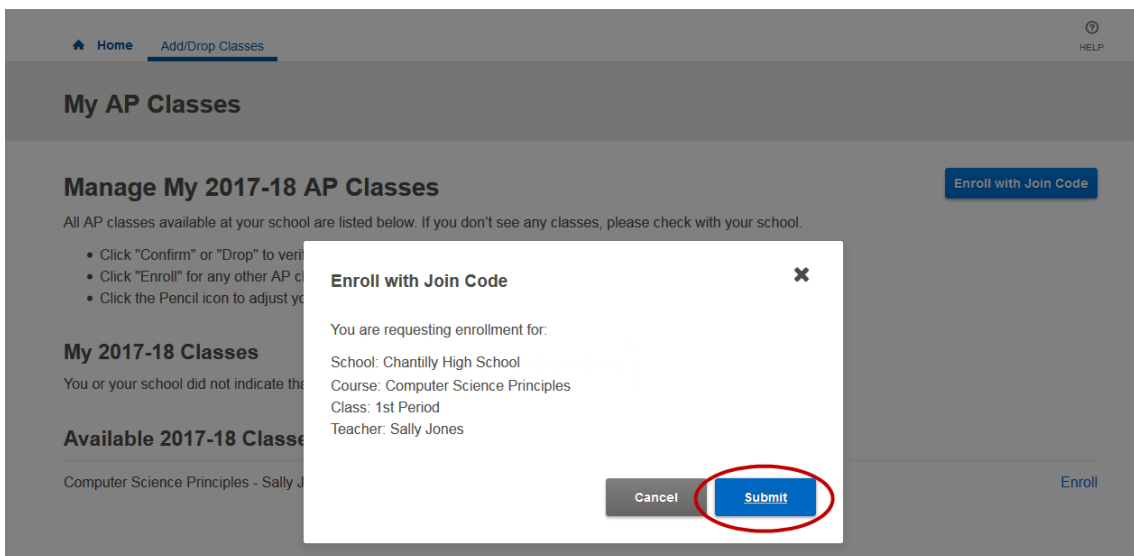 Home Add/Drop Classes
HELP
My AP Classes
Manage My 2017-18 AP Classes
Enroll with Join Code
All AP classes available at your school are listed below. If you don't see any classes, please check with your school.
Click "Confirm" or "Drop" to
Click "Enroll" for any other AP
Click the Pencil icon to adjust
Enroll with Join Code
You are requesting enrollment for:
School: Chantilly High School
Course: Computer Science Principles
Class: 1st Period
Teacher: Sally Jones
Cancel Submit
My 2017-18 Classes
You or your school did not indicate
Available 2017-18
Computer Science Principles - Sally
Enroll